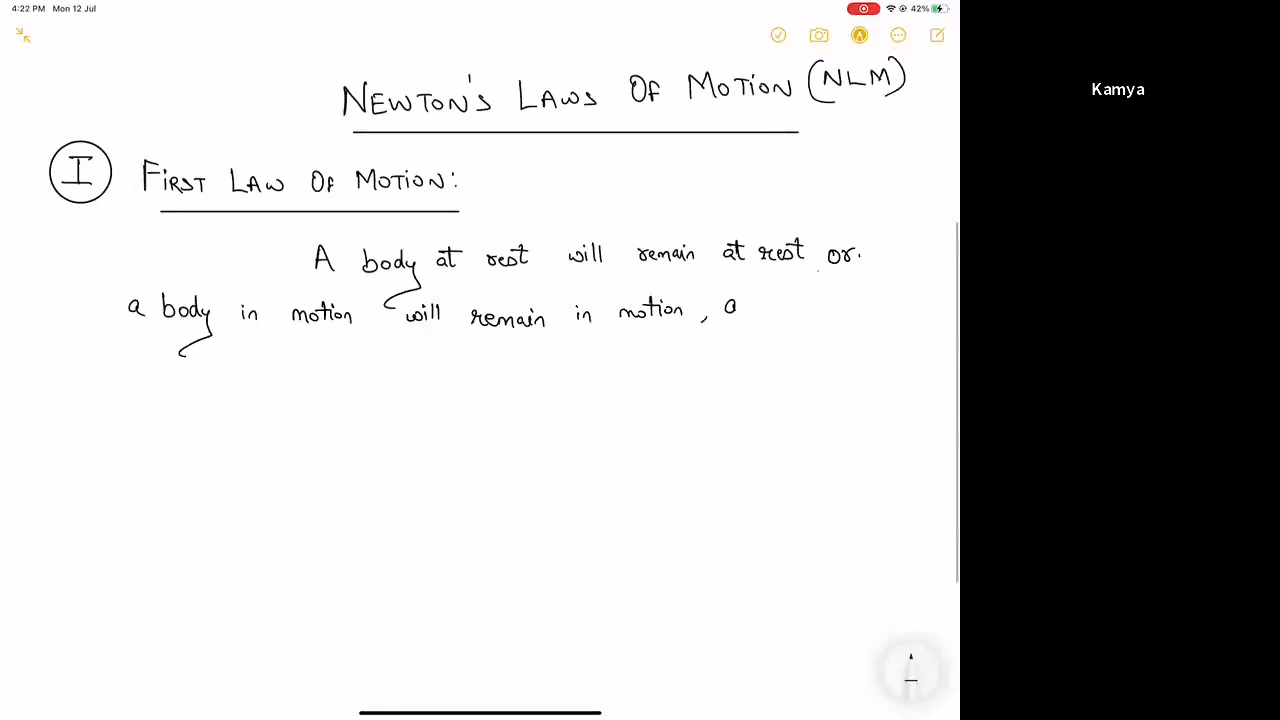 4:22 PM Mon 12 Jul
42%
NEWTON'S LAWS OF MOTION (NLM)
I FIRST LAW OF MOTION:
A body at rest will remain at rest or
a body in motion will remain in motion, a
Kamya